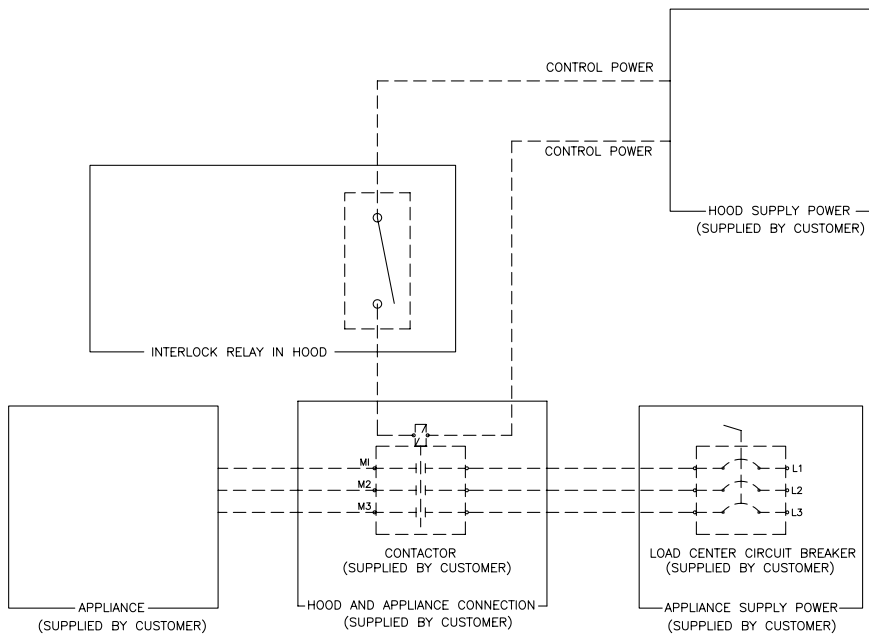 CONTROL POWER
CONTROL POWER
HOOD SUPPLY POWER
(SUPPLIED BY CUSTOMER)
INTERLOCK RELAY IN HOOD
M1
M2
M3
L1
L2
L3
CONTACTOR
(SUPPLIED BY CUSTOMER)
LOAD CENTER CIRCUIT BREAKER
(SUPPLIED BY CUSTOMER)
APPLIANCE
(SUPPLIED BY CUSTOMER)
HOOD AND APPLIANCE CONNECTION
(SUPPLIED BY CUSTOMER)
APPLIANCE SUPPLY POWER
(SUPPLIED BY CUSTOMER)